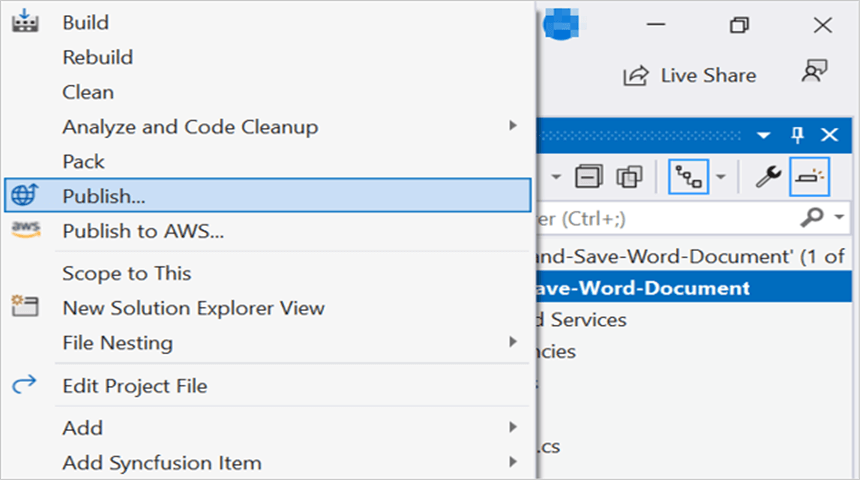 Build
Rebuild
Clean
Analyze and Code Cleanup
Pack
Publish...
aws
Publish to AWS...
Scope to This
New Solution Explorer View
File Nesting
Edit Project File
Add
Add Syncfusion Item
Live Share
er (Ctrl+;)
and-Save-Word-Document' (1 of
ave-Word-Document
d Services
ncies
.cs